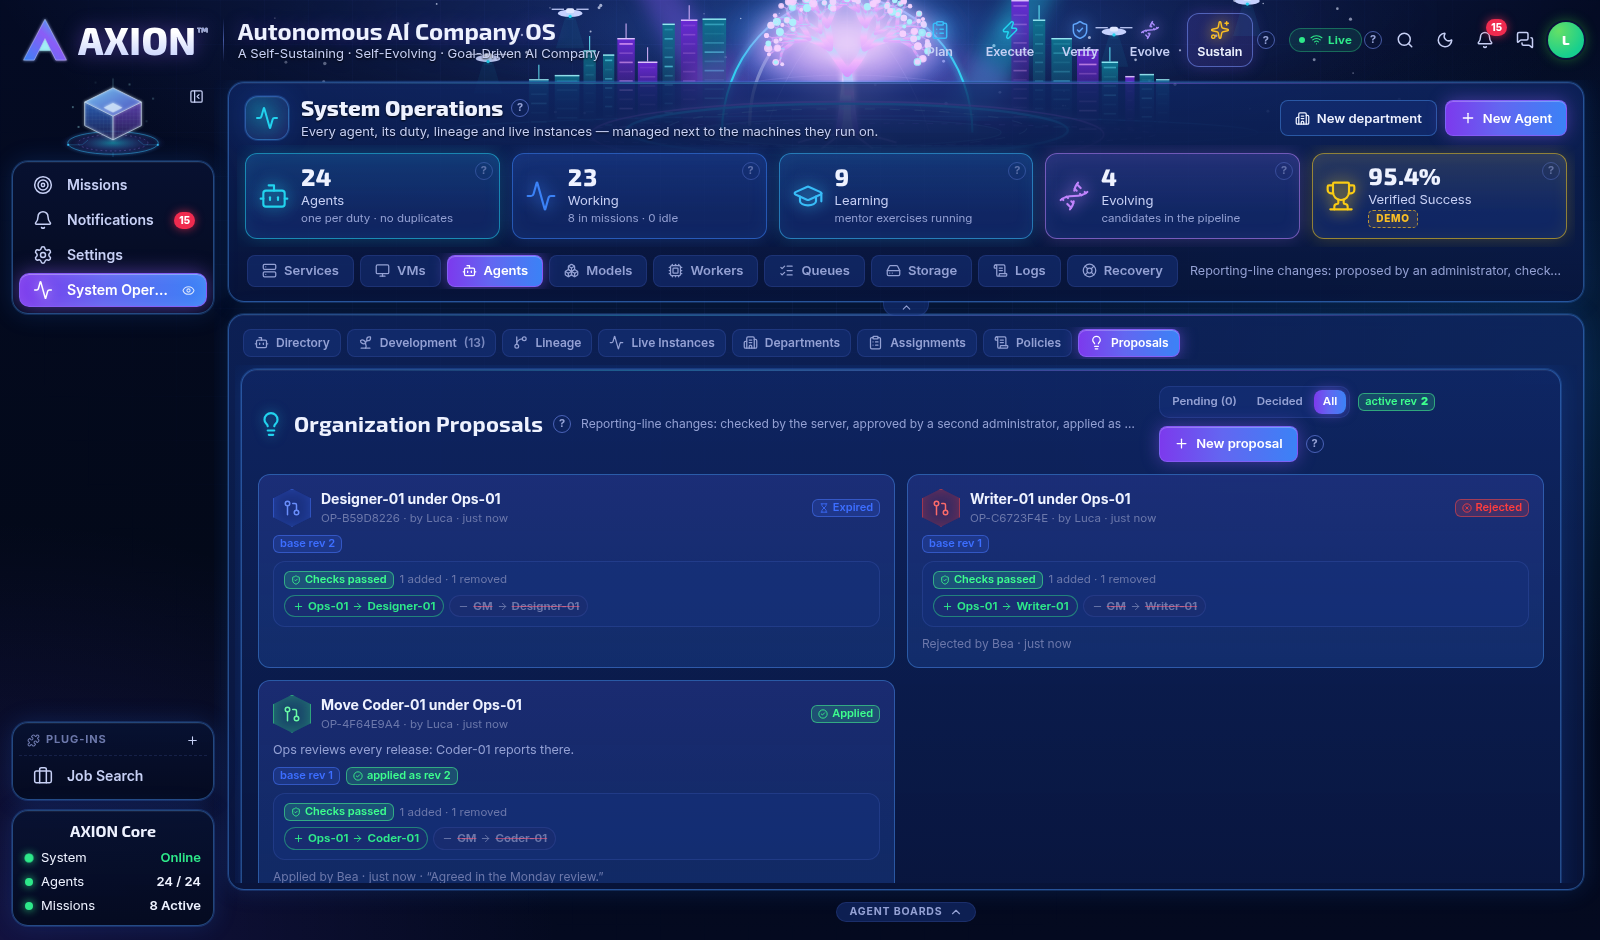 AXION™
Autonomous AI Company OS
A Self-Sustaining · Self-Evolving · Goal-Driven AI Company
Plan
Execute
Verify
Evolve
Sustain
?
Live
?
15
L
Missions
Notifications 15
Settings
System Oper...
PLUG-INS +
Job Search
AXION Core
System Online
Agents 24 / 24
Missions 8 Active
System Operations ?
Every agent, its duty, lineage and live instances — managed next to the machines they run on.
New department
+ New Agent
24
Agents
one per duty · no duplicates
?
23
Working
8 in missions · 0 idle
?
9
Learning
mentor exercises running
?
4
Evolving
candidates in the pipeline
?
95.4%
Verified Success
DEMO
?
Services
VMs
Agents
Models
Workers
Queues
Storage
Logs
Recovery
Reporting-line changes: proposed by an administrator, check...
Directory
Development (13)
Lineage
Live Instances
Departments
Assignments
Policies
Proposals
Organization Proposals ?
Reporting-line changes: checked by the server, approved by a second administrator, applied as ...
Pending (0) Decided All
active rev 2
+ New proposal ?
Designer-01 under Ops-01
OP-B59D8226 · by Luca · just now
Expired
base rev 2
Checks passed 1 added · 1 removed
+ Ops-01 → Designer-01 − GM → Designer-01
Writer-01 under Ops-01
OP-C6723F4E · by Luca · just now
Rejected
base rev 1
Checks passed 1 added · 1 removed
+ Ops-01 → Writer-01 − GM → Writer-01
Rejected by Bea · just now
Move Coder-01 under Ops-01
OP-4F64E9A4 · by Luca · just now
Applied
Ops reviews every release: Coder-01 reports there.
base rev 1 applied as rev 2
Checks passed 1 added · 1 removed
+ Ops-01 → Coder-01 − GM → Coder-01
Applied by Bea · just now · “Agreed in the Monday review.”
AGENT BOARDS